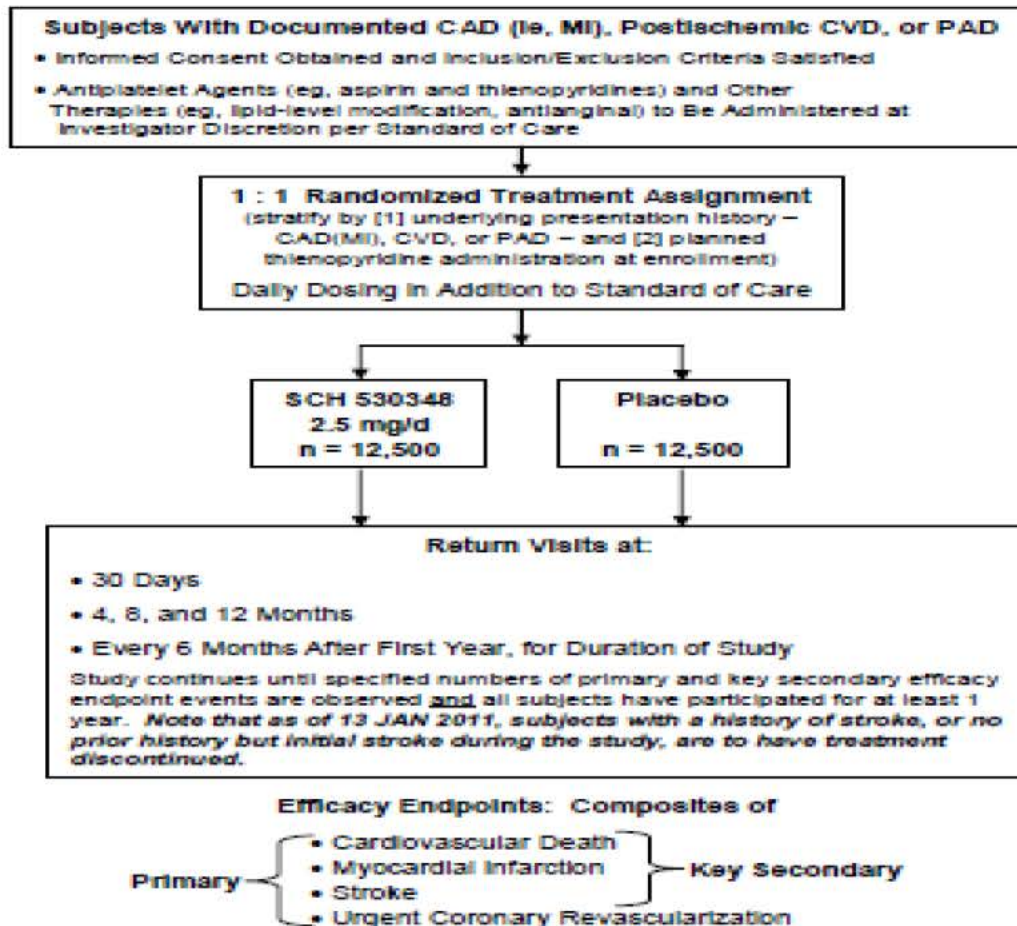 Subjects With Documented CAD (ie, MI), Postischemic CVD, or PAD
• Informed Consent Obtained and Inclusion/Exclusion Criteria Satisfied
• Antiplatelet Agents (eg, aspirin and thienopyridines) and Other
Therapies (eg, lipid-level modification, antianginal) to Be Administered at
Investigator Discretion per Standard of Care
1 : 1 Randomized Treatment Assignment
(stratify by [1] underlying presentation history –
CAD(MI), CVD, or PAD – and [2] planned
thienopyridine administration at enrollment)
Daily Dosing in Addition to Standard of Care
SCH 530348
2.5 mg/d
n = 12,500
Placebo
n = 12,500
Return Visits at:
• 30 Days
• 4, 8, and 12 Months
• Every 6 Months After First Year, for Duration of Study
Study continues until specified numbers of primary and key secondary efficacy
endpoint events are observed and all subjects have participated for at least 1
year. Note that as of 13 JAN 2011, subjects with a history of stroke, or no
prior history but initial stroke during the study, are to have treatment
discontinued.
Efficacy Endpoints: Composites of
Primary
• Cardiovascular Death
• Myocardial Infarction
• Stroke
• Urgent Coronary Revascularization
Key Secondary